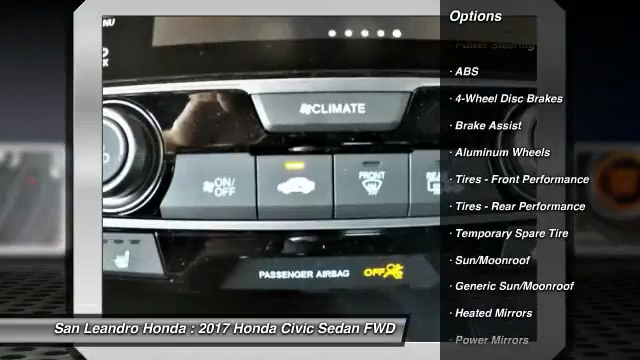 Options
Power Steering
· ABS
· 4-Wheel Disc Brakes
· Brake Assist
· Aluminum Wheels
· Tires - Front Performance
· Tires - Rear Performance
· Temporary Spare Tire
· Sun/Moonroof
· Generic Sun/Moonroof
· Heated Mirrors
· Power Mirrors
CLIMATE
ON/
OFF
FRONT
PASSENGER AIRBAG
OFF
San Leandro Honda : 2017 Honda Civic Sedan FWD